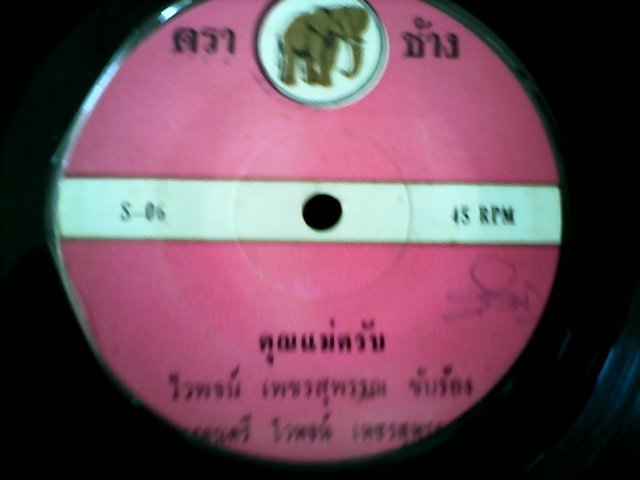 ตรา ช้าง
S-06 45 RPM
คุณแม่ครับ
ไวพจน์ เพชรสุพรรณ ขับร้อง
ไวพจน์